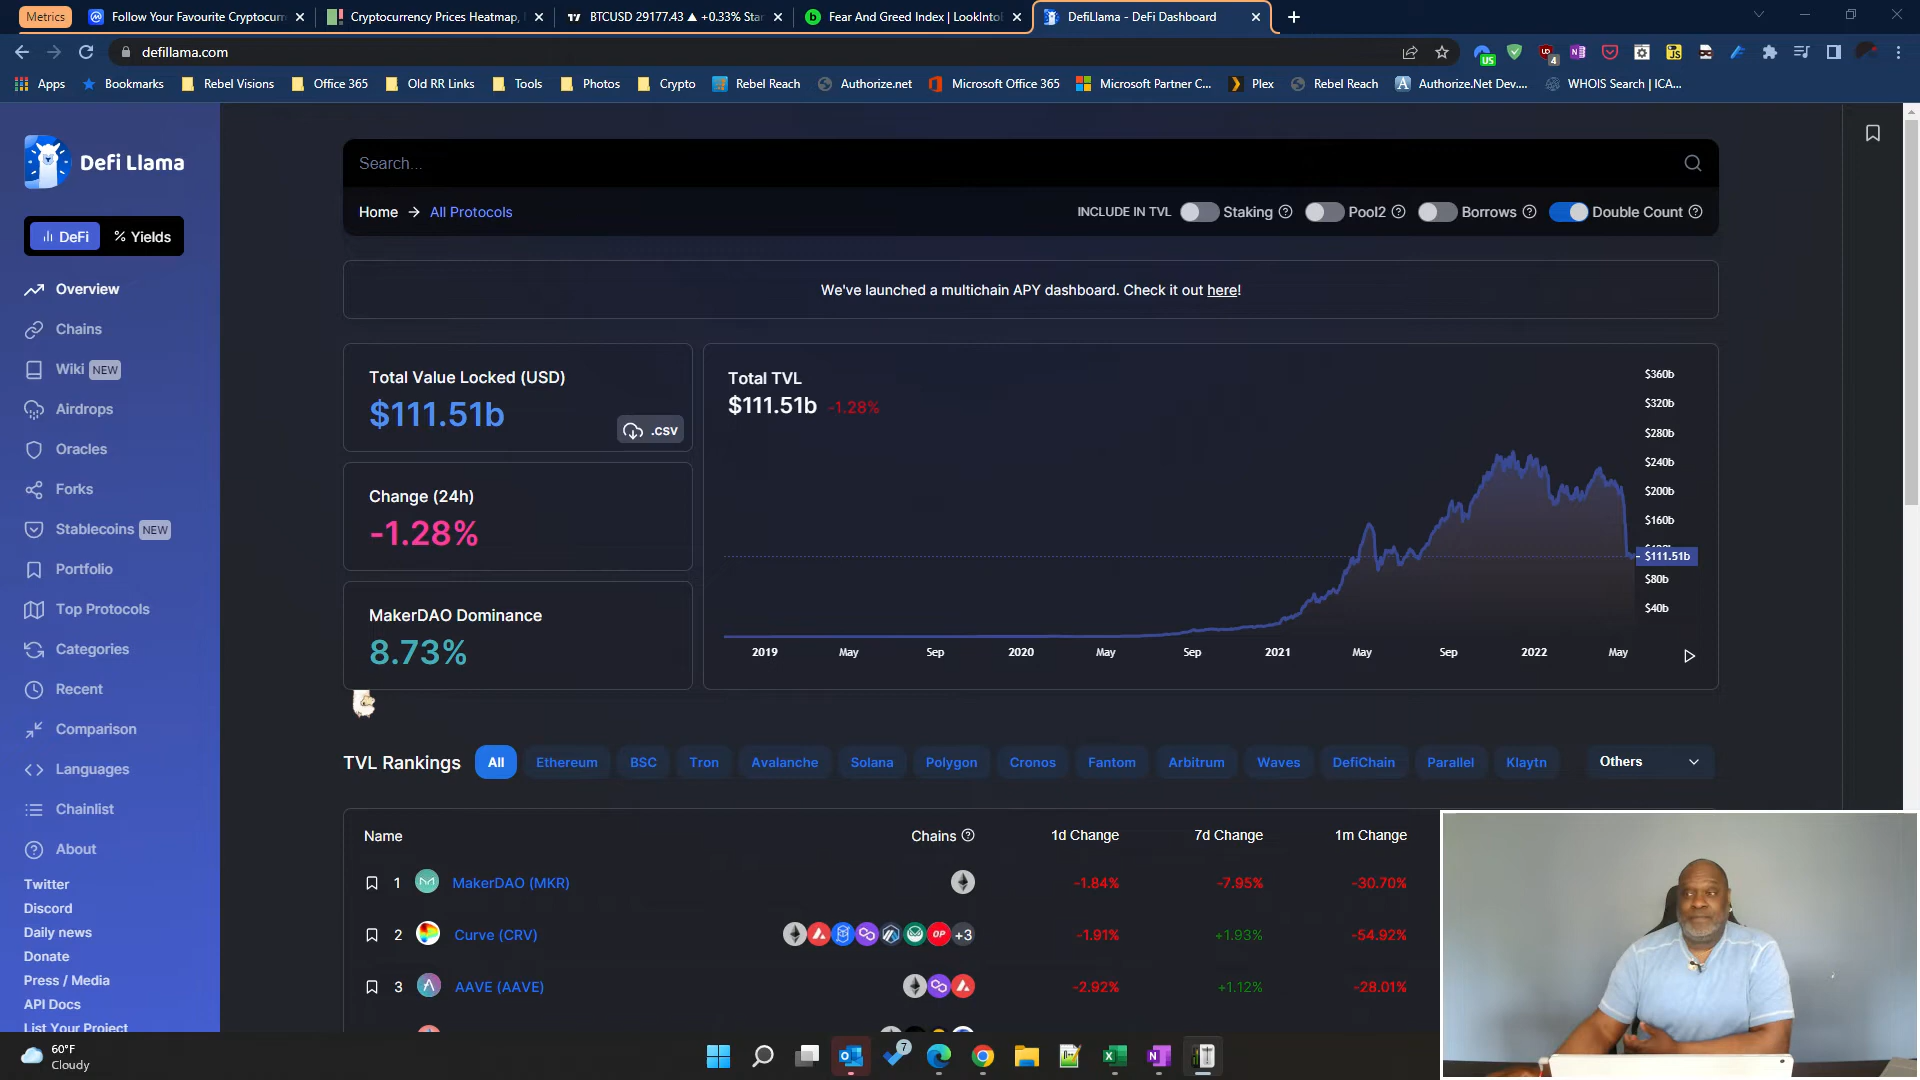 Metrics
Follow Your Favourite Cryptocurr
Cryptocurrency Prices Heatmap,
BTCUSD 29177.43 ▲ +0.33% Star
Fear And Greed Index | LookInto
DefiLlama - DeFi Dashboard
defillama.com
US
4
Apps
Bookmarks
Rebel Visions
Office 365
Old RR Links
Tools
Photos
Crypto
Rebel Reach
Authorize.net
Microsoft Office 365
Microsoft Partner C...
Plex
Rebel Reach
Authorize.Net Dev....
WHOIS Search | ICA...
Defi Llama
DeFi
% Yields
Overview
Chains
Wiki NEW
Airdrops
Oracles
Forks
Stablecoins NEW
Portfolio
Top Protocols
Categories
Recent
Comparison
Languages
Chainlist
About
Twitter
Discord
Daily news
Donate
Press / Media
API Docs
List Your Project
Search...
Home → All Protocols
INCLUDE IN TVL Staking Pool2 Borrows Double Count
We've launched a multichain APY dashboard. Check it out here!
Total Value Locked (USD)
$111.51b
.csv
Change (24h)
-1.28%
MakerDAO Dominance
8.73%
Total TVL
$111.51b -1.28%
$360b
$320b
$280b
$240b
$200b
$160b
$111.51b
$80b
$40b
2019 May Sep 2020 May Sep 2021 May Sep 2022 May
TVL Rankings All Ethereum BSC Tron Avalanche Solana Polygon Cronos Fantom Arbitrum Waves DefiChain Parallel Klaytn Others
Name Chains 1d Change 7d Change 1m Change
1 MakerDAO (MKR) -1.84% -7.95% -30.70%
2 Curve (CRV) OP +3 -1.91% +1.93% -54.92%
3 AAVE (AAVE) -2.92% +1.12% -28.01%
60°F
Cloudy
7